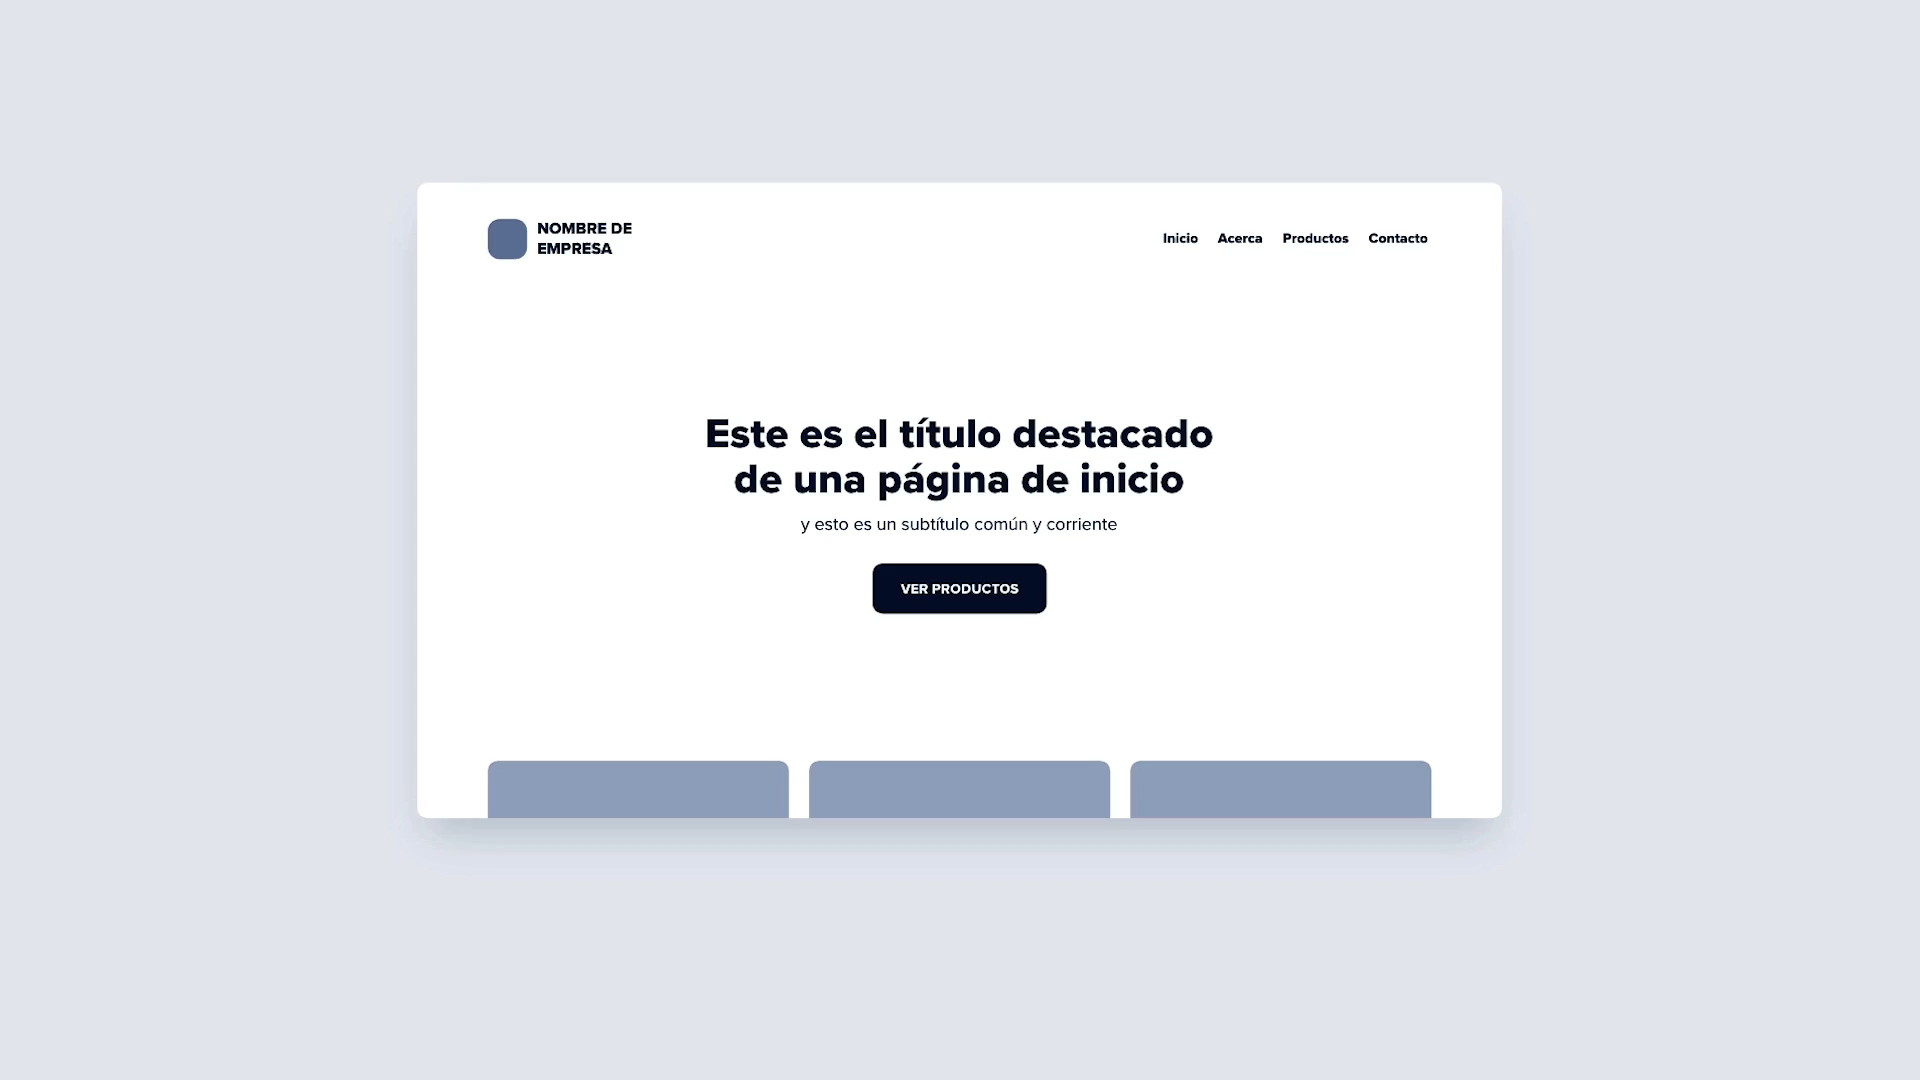 NOMBRE DE
EMPRESA
Inicio Acerca Productos Contacto
Este es el título destacado
de una página de inicio
y esto es un subtítulo común y corriente
VER PRODUCTOS